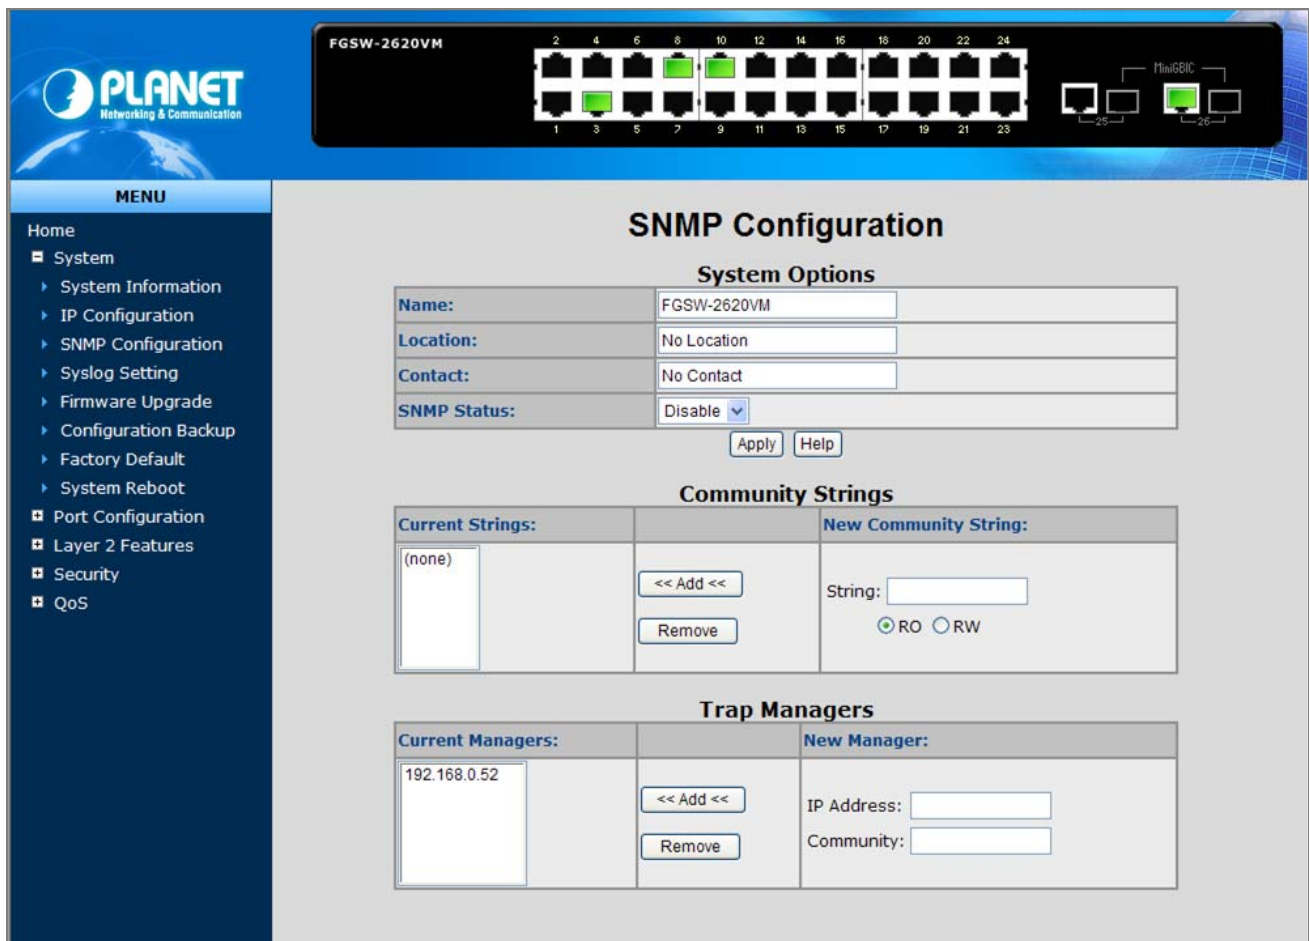 FGSW-2620VM
2 4 6 8 10 12 14 16 18 20 22 24
MiniGBIC
25 26
1 3 5 7 9 11 13 15 17 19 21 23
PLANET
Networking & Communication
MENU
Home
System
System Information
IP Configuration
SNMP Configuration
Syslog Setting
Firmware Upgrade
Configuration Backup
Factory Default
System Reboot
Port Configuration
Layer 2 Features
Security
QoS
SNMP Configuration
System Options
Name: FGSW-2620VM
Location: No Location
Contact: No Contact
SNMP Status: Disable
Apply Help
Community Strings
Current Strings: New Community String:
(none)
<< Add << String:
Remove RO RW
Trap Managers
Current Managers: New Manager:
192.168.0.52
<< Add << IP Address:
Remove Community: